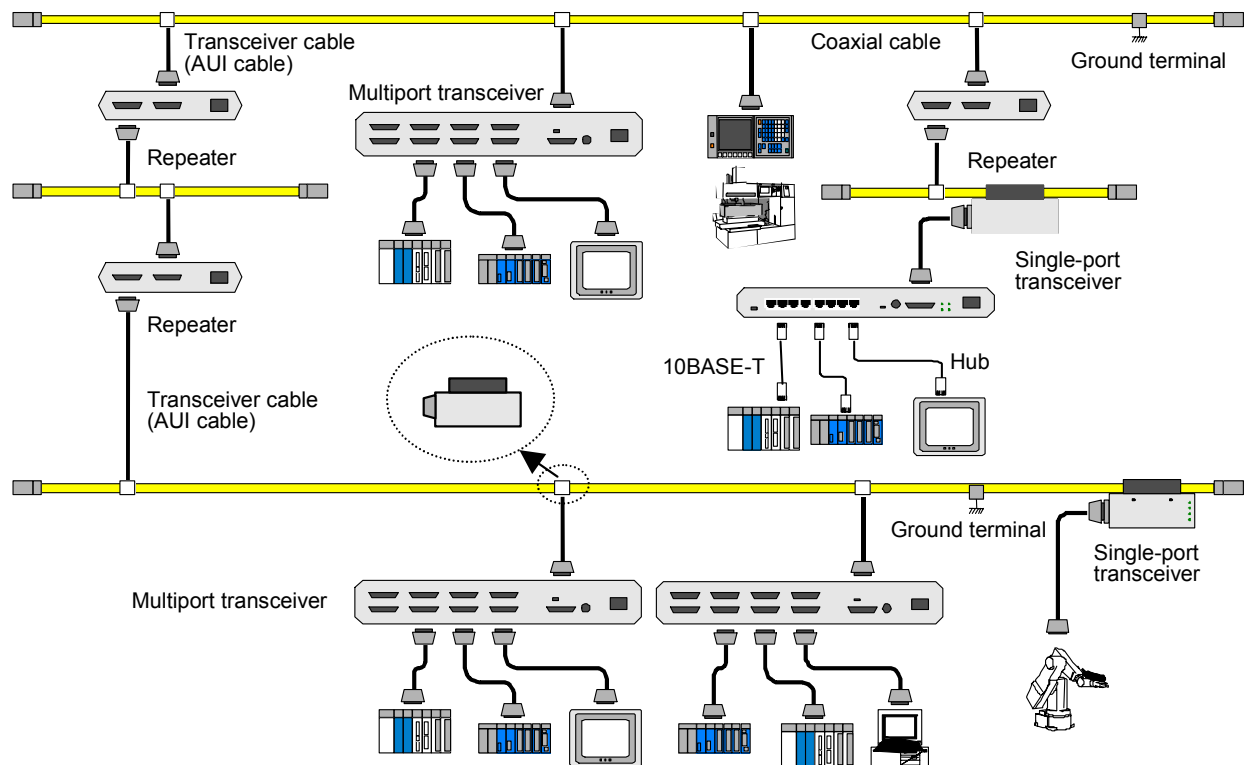 Transceiver cable
(AUI cable)
Multiport transceiver
Coaxial cable
Ground terminal
Repeater
Repeater
Single-port
transceiver
Repeater
10BASE-T
Hub
Transceiver cable
(AUI cable)
Ground terminal
Single-port
transceiver
Multiport transceiver